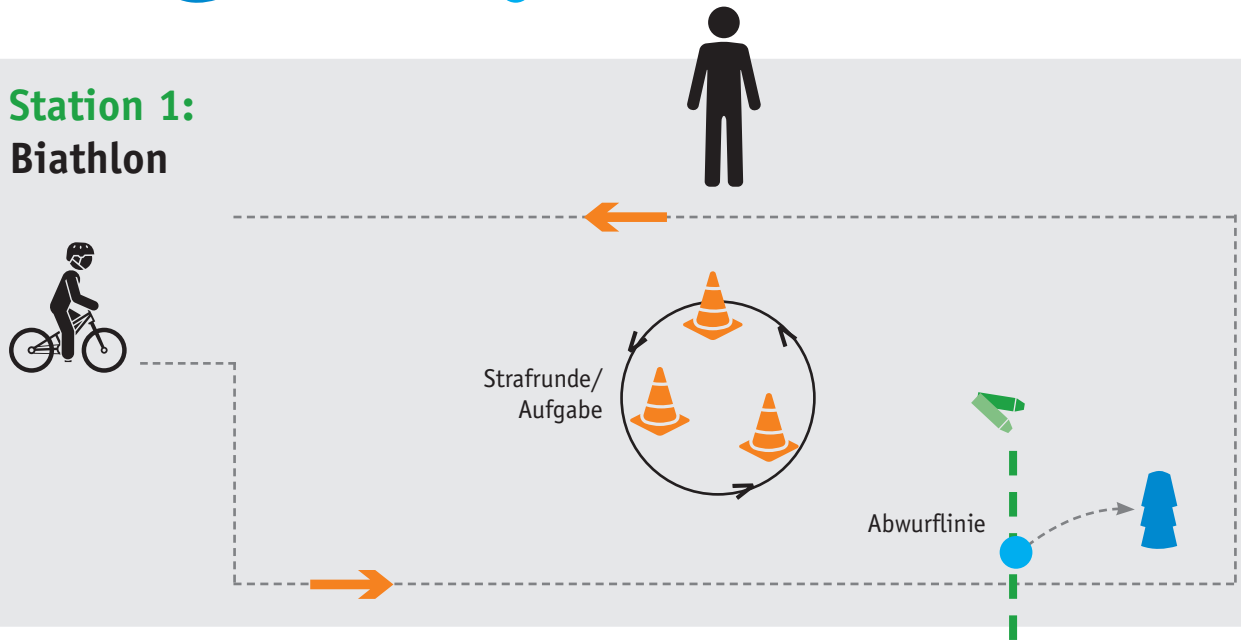 Station 1:
Biathlon
Strafrunde/
Aufgabe
Abwurflinie